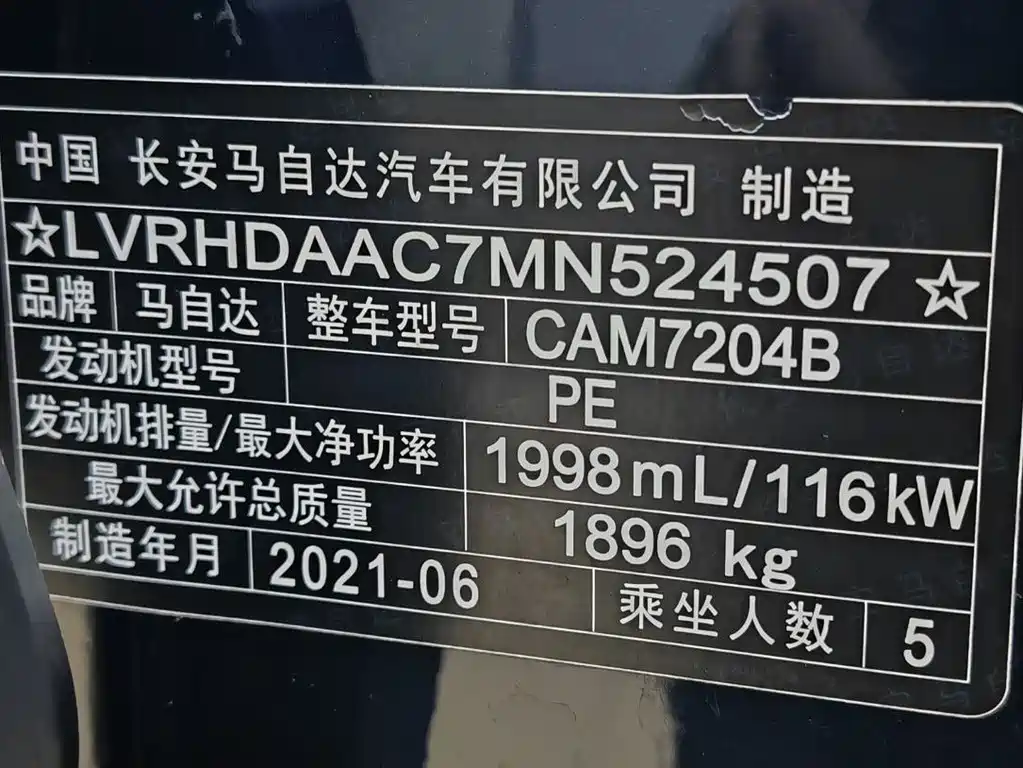 中国 长安马自达汽车有限公司 制造
☆LVRHDAAC7MN524507☆
品牌 马自达 整车型号 CAM7204B
发动机型号 PE
发动机排量/最大净功率 1998mL/116kW
最大允许总质量 1896 kg
制造年月 2021-06 乘坐人数 5